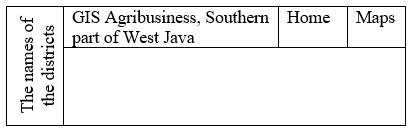 The names of
the districts
GIS Agribusiness, Southern
part of West Java
Home
Maps